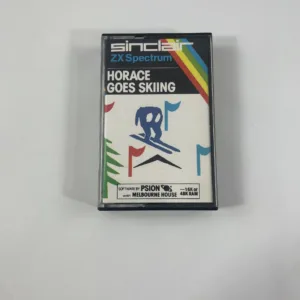 sinclair
ZX Spectrum
HORACE
GOES SKIING
SOFTWARE BY PSION
MELBOURNE HOUSE
16K or
48K RAM